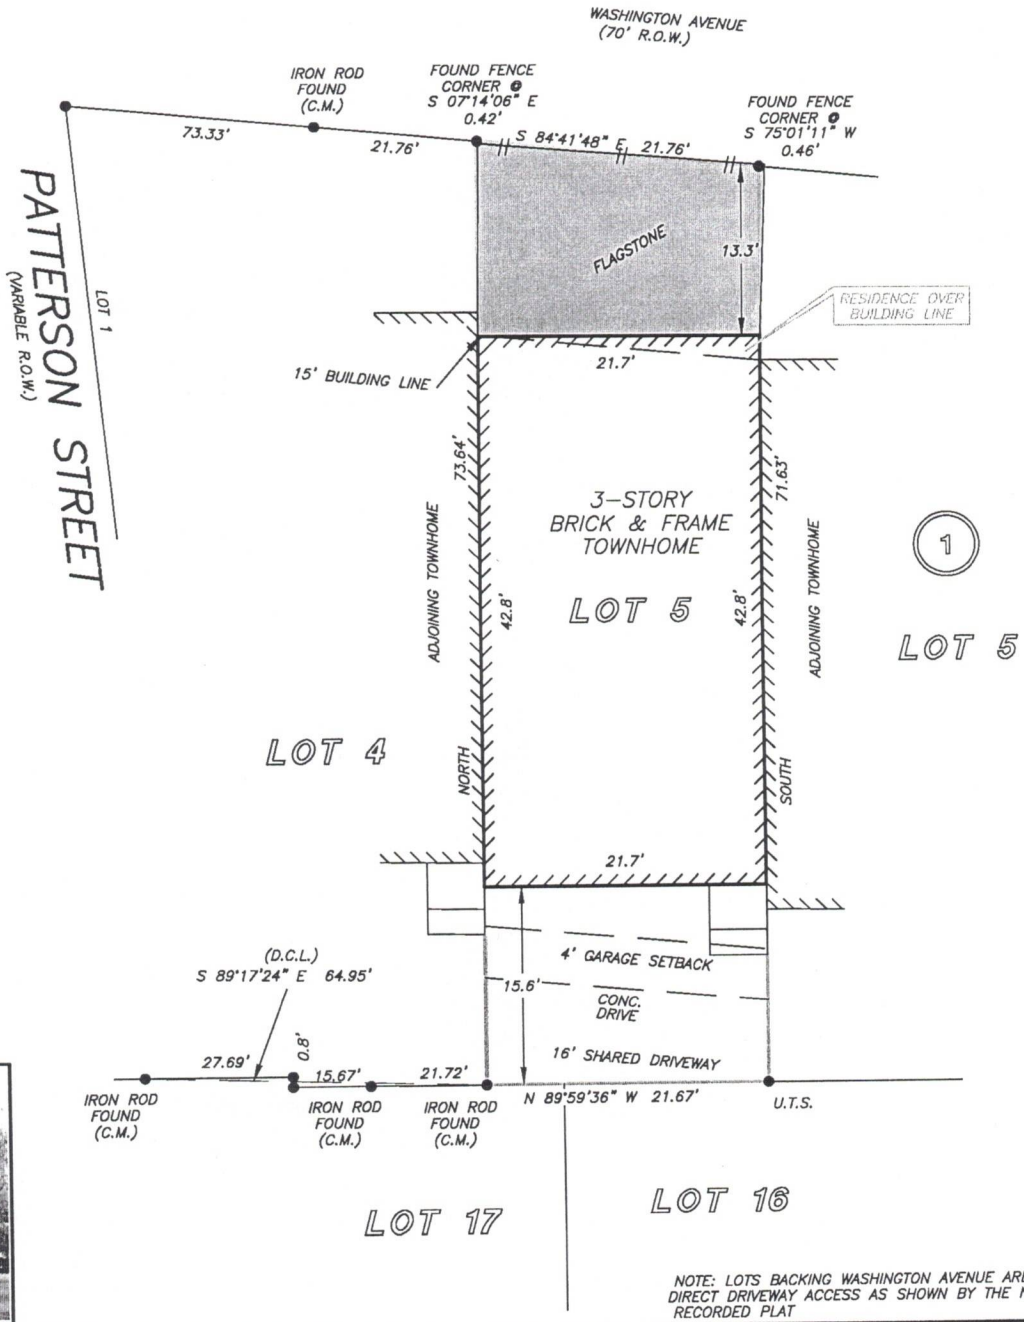 WASHINGTON AVENUE
(70' R.O.W.)
IRON ROD
FOUND
(C.M.)
FOUND FENCE
CORNER @
S 07°14'06" E
0.42'
FOUND FENCE
CORNER @
S 75°01'11" W
0.46'
73.33'
21.76'
S 84°41'48" E 21.76'
PATTERSON STREET
(VARIABLE R.O.W.)
LOT 1
FLAGSTONE
13.3'
RESIDENCE OVER
BUILDING LINE
15' BUILDING LINE
21.7'
73.64'
71.63'
3-STORY
BRICK & FRAME
TOWNHOME
LOT 5
1
ADJOINING TOWNHOME
42.8'
42.8'
ADJOINING TOWNHOME
LOT 5
LOT 4
NORTH
SOUTH
21.7'
(D.C.L.)
S 89°17'24" E 64.95'
4' GARAGE SETBACK
15.6'
CONC.
DRIVE
16' SHARED DRIVEWAY
27.69'
0.8'
15.67'
21.72'
N 89°59'36" W 21.67'
U.T.S.
IRON ROD
FOUND
(C.M.)
IRON ROD
FOUND
(C.M.)
IRON ROD
FOUND
(C.M.)
LOT 17
LOT 16
NOTE: LOTS BACKING WASHINGTON AVENUE
DIRECT DRIVEWAY ACCESS AS SHOWN BY THE
RECORDED PLAT